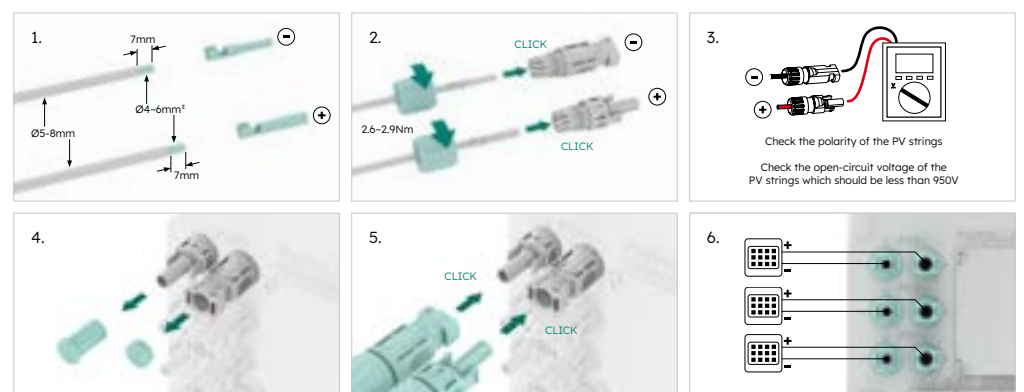 1.
7mm
−
Ø4–6mm²
+
Ø5-8mm
7mm
2.
CLICK
−
+
2.6–2.9Nm
CLICK
3.
−
+
Check the polarity of the PV strings
Check the open-circuit voltage of the
PV strings which should be less than 950V
4.
5.
CLICK
CLICK
6.
+
−
+
−
+
−